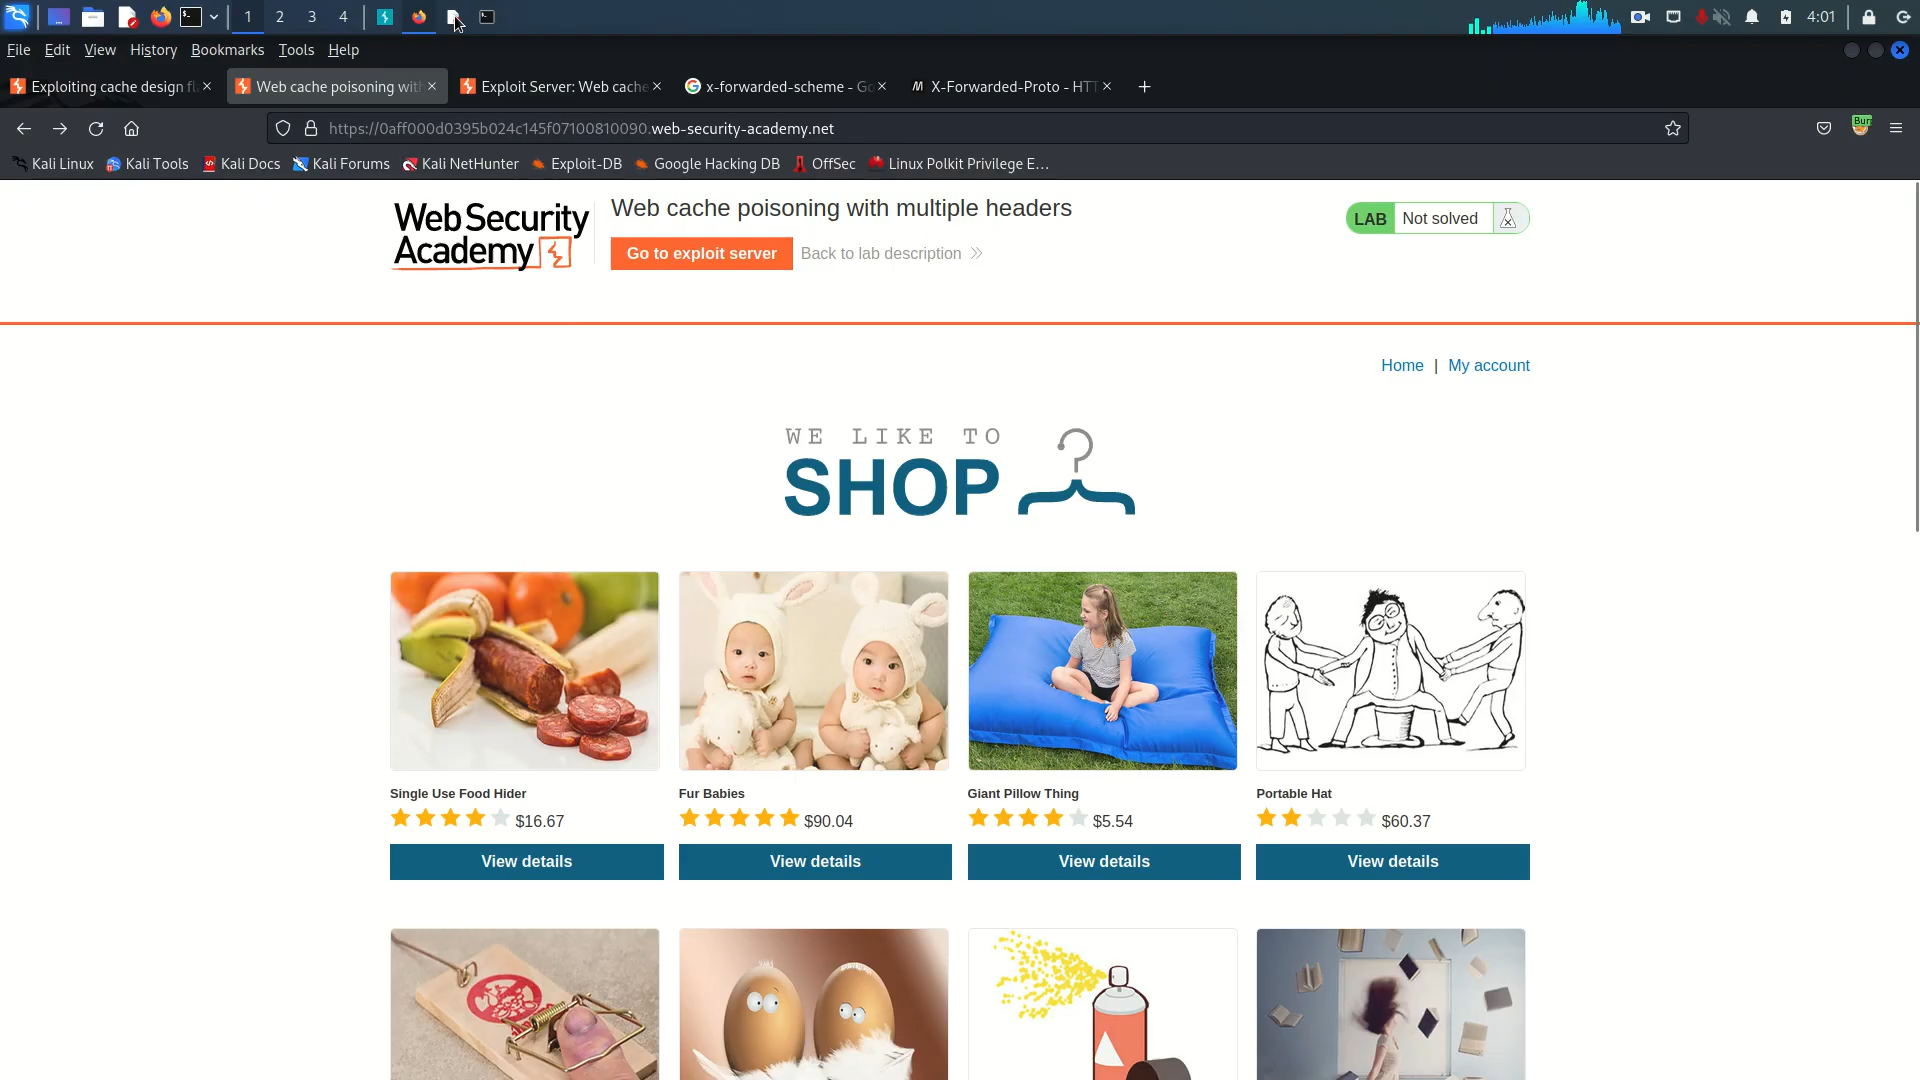 1 2 3 4
4:01
File Edit View History Bookmarks Tools Help
Exploiting cache design fl
Web cache poisoning wit
Exploit Server: Web cache
x-forwarded-scheme - Go
X-Forwarded-Proto - HTT
https://0aff000d0395b024c145f07100810090.web-security-academy.net
Kali Linux Kali Tools Kali Docs Kali Forums Kali NetHunter Exploit-DB Google Hacking DB OffSec Linux Polkit Privilege E…
Web Security
Academy
Web cache poisoning with multiple headers
Go to exploit server Back to lab description
LAB Not solved
Home | My account
WE LIKE TO
SHOP
Single Use Food Hider
$16.67
View details
Fur Babies
$90.04
View details
Giant Pillow Thing
$5.54
View details
Portable Hat
$60.37
View details